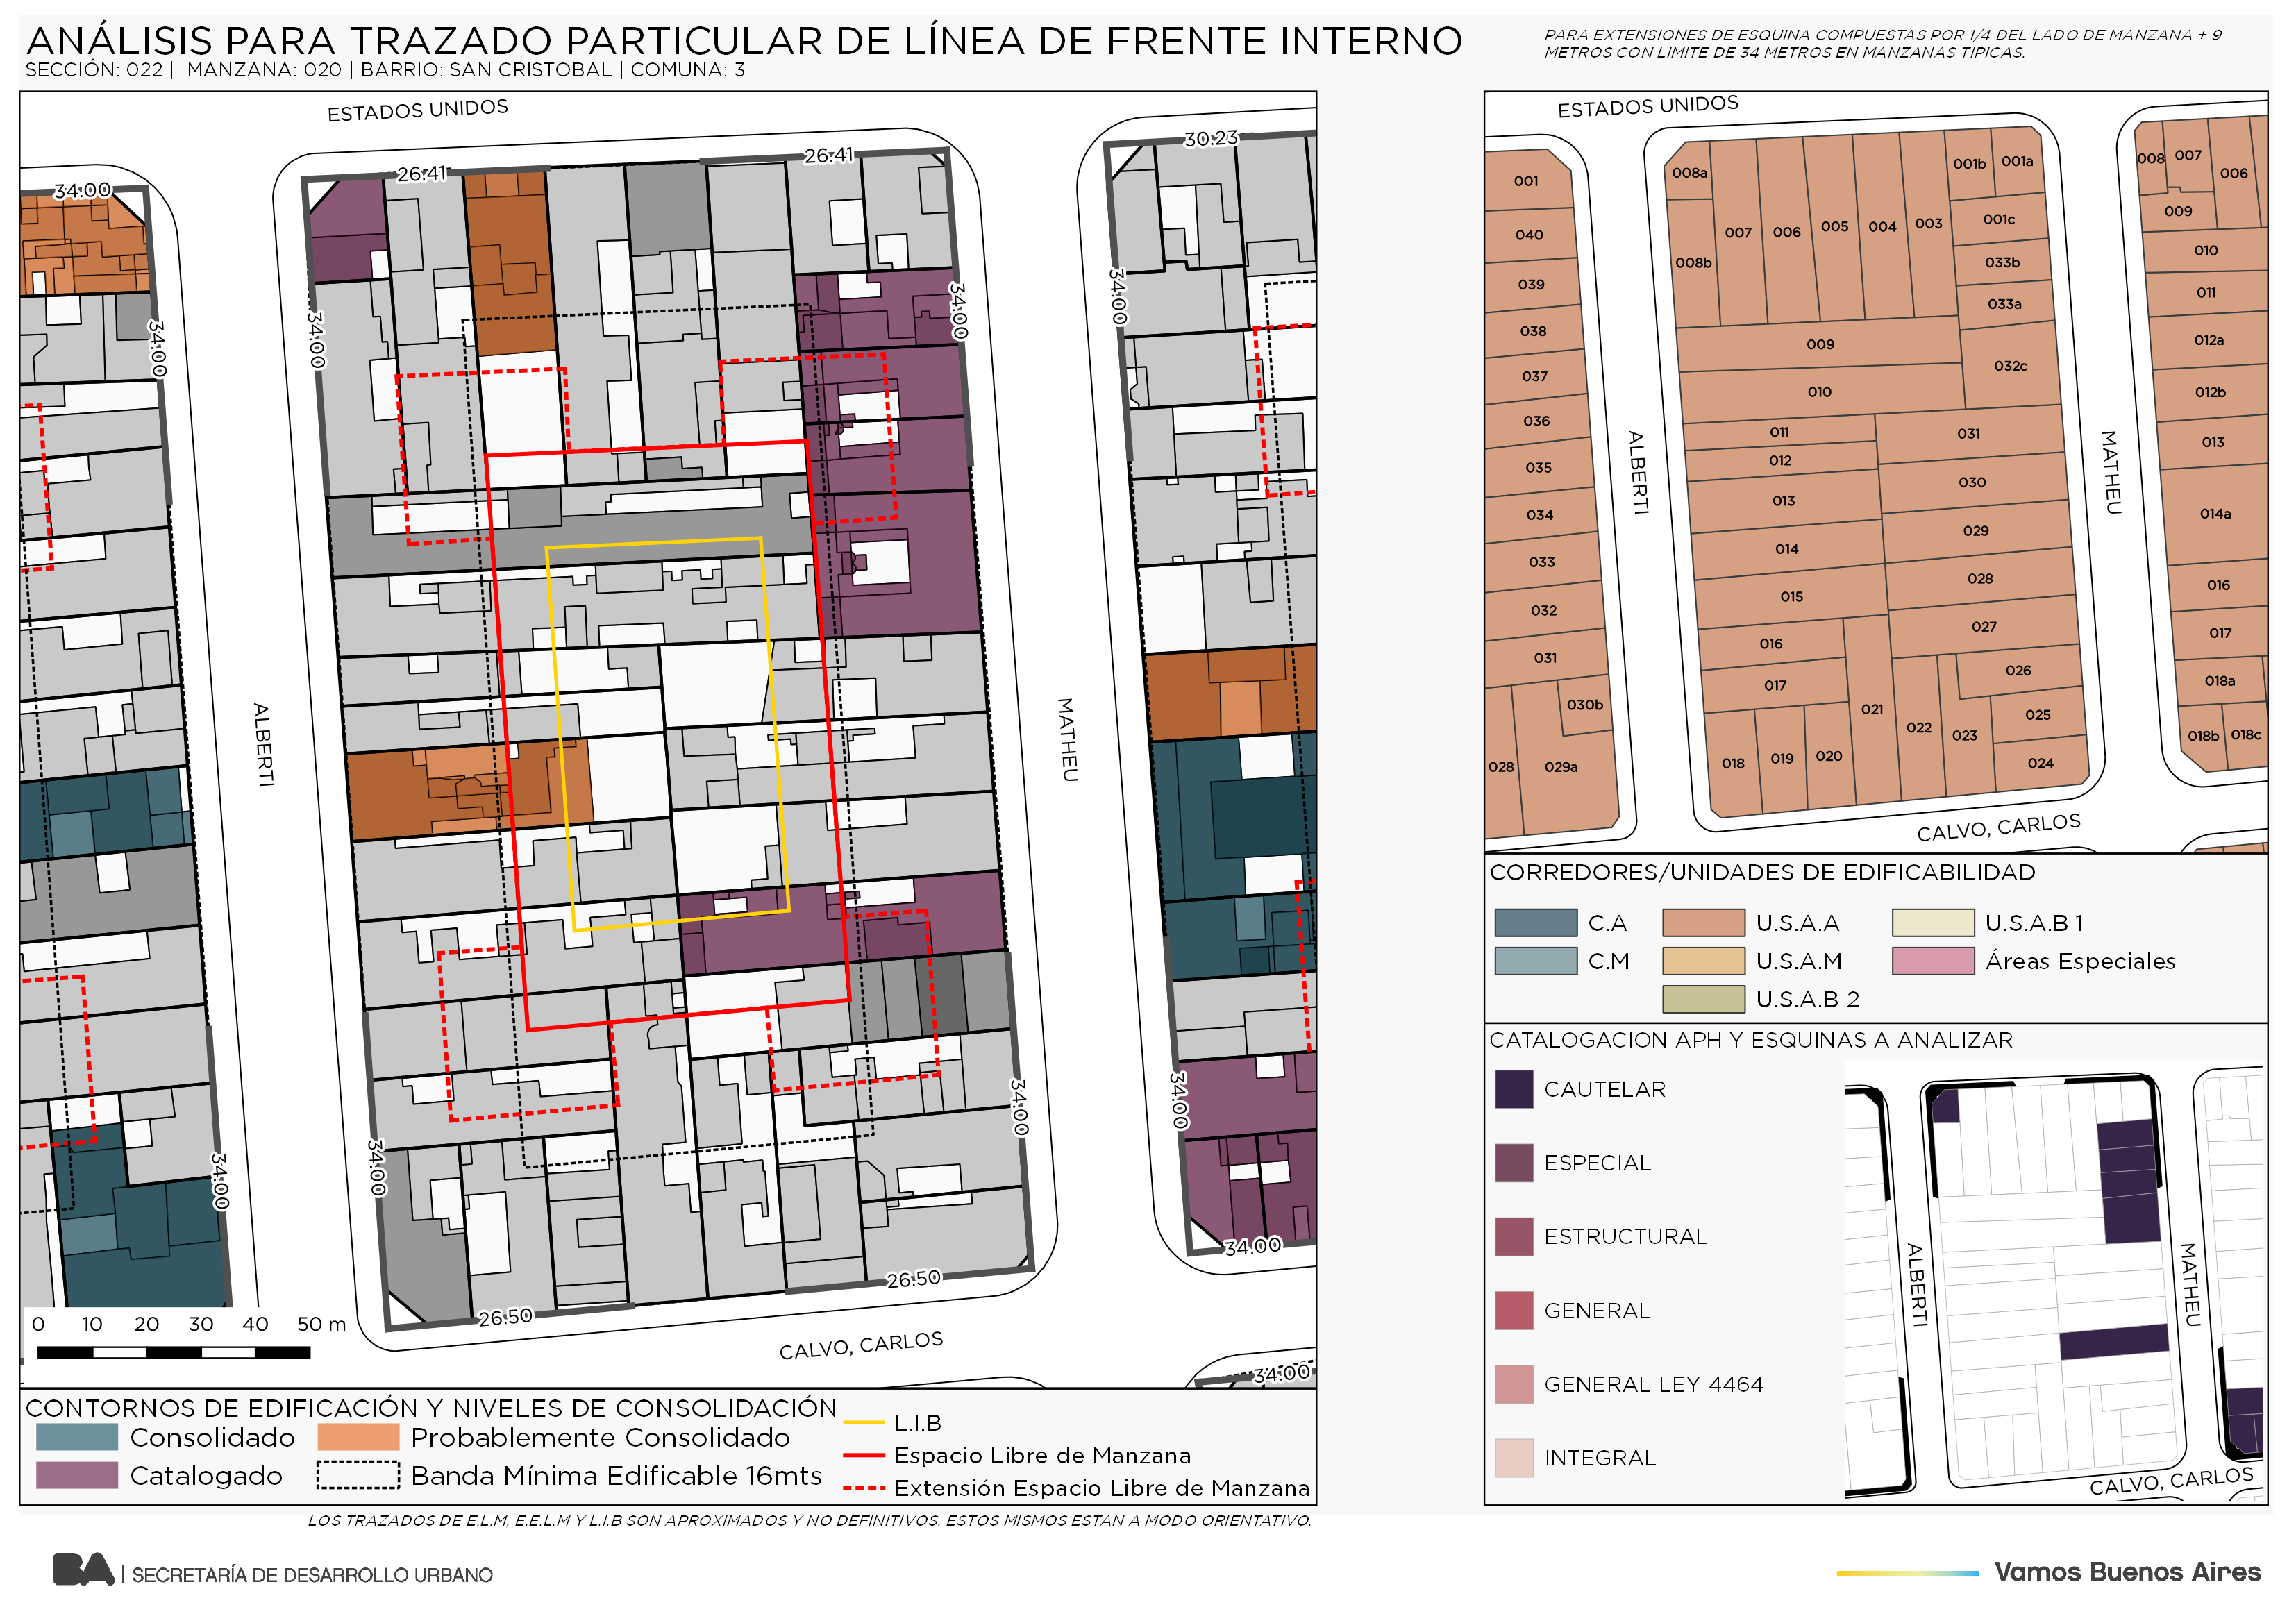 ANÁLISIS PARA TRAZADO PARTICULAR DE LÍNEA DE FRENTE INTERNO
SECCIÓN: 022 | MANZANA: 020 | BARRIO: SAN CRISTOBAL | COMUNA: 3
PARA EXTENSIONES DE ESQUINA COMPUESTAS POR 1/4 DEL LADO DE MANZANA + 9
METROS CON LIMITE DE 34 METROS EN MANZANAS TIPICAS.
ESTADOS UNIDOS
26.41
26.41
30.23
34.00
34.00
34.00
34.00
34.00
ALBERTI
MATHEU
34.00
34.00
34.00
34.00
34.00
26.50
26.50
CALVO, CARLOS
34.00
0 10 20 30 40 50 m
CONTORNOS DE EDIFICACIÓN Y NIVELES DE CONSOLIDACIÓN
Consolidado
Probablemente Consolidado
Catalogado
Banda Mínima Edificable 16mts
L.I.B
Espacio Libre de Manzana
Extensión Espacio Libre de Manzana
ESTADOS UNIDOS
001
040
039
038
037
036
035
034
033
032
031
030b
028
029a
ALBERTI
008a
008b
007
006
005
004
003
001b
001a
001c
033b
033a
032c
009
010
011
012
013
014
015
016
017
018
019
020
021
022
023
031
030
029
028
027
026
025
024
MATHEU
008
007
006
009
010
011
012a
012b
013
014a
016
017
018a
018b
018c
CALVO, CARLOS
CORREDORES/UNIDADES DE EDIFICABILIDAD
C.A
U.S.A.A
U.S.A.B 1
C.M
U.S.A.M
Áreas Especiales
U.S.A.B 2
CATALOGACION APH Y ESQUINAS A ANALIZAR
CAUTELAR
ESPECIAL
ESTRUCTURAL
GENERAL
GENERAL LEY 4464
INTEGRAL
ALBERTI
MATHEU
CALVO, CARLOS
LOS TRAZADOS DE E.L.M, E.E.L.M Y L.I.B SON APROXIMADOS Y NO DEFINITIVOS. ESTOS MISMOS ESTAN A MODO ORIENTATIVO.
BA | SECRETARÍA DE DESARROLLO URBANO
Vamos Buenos Aires